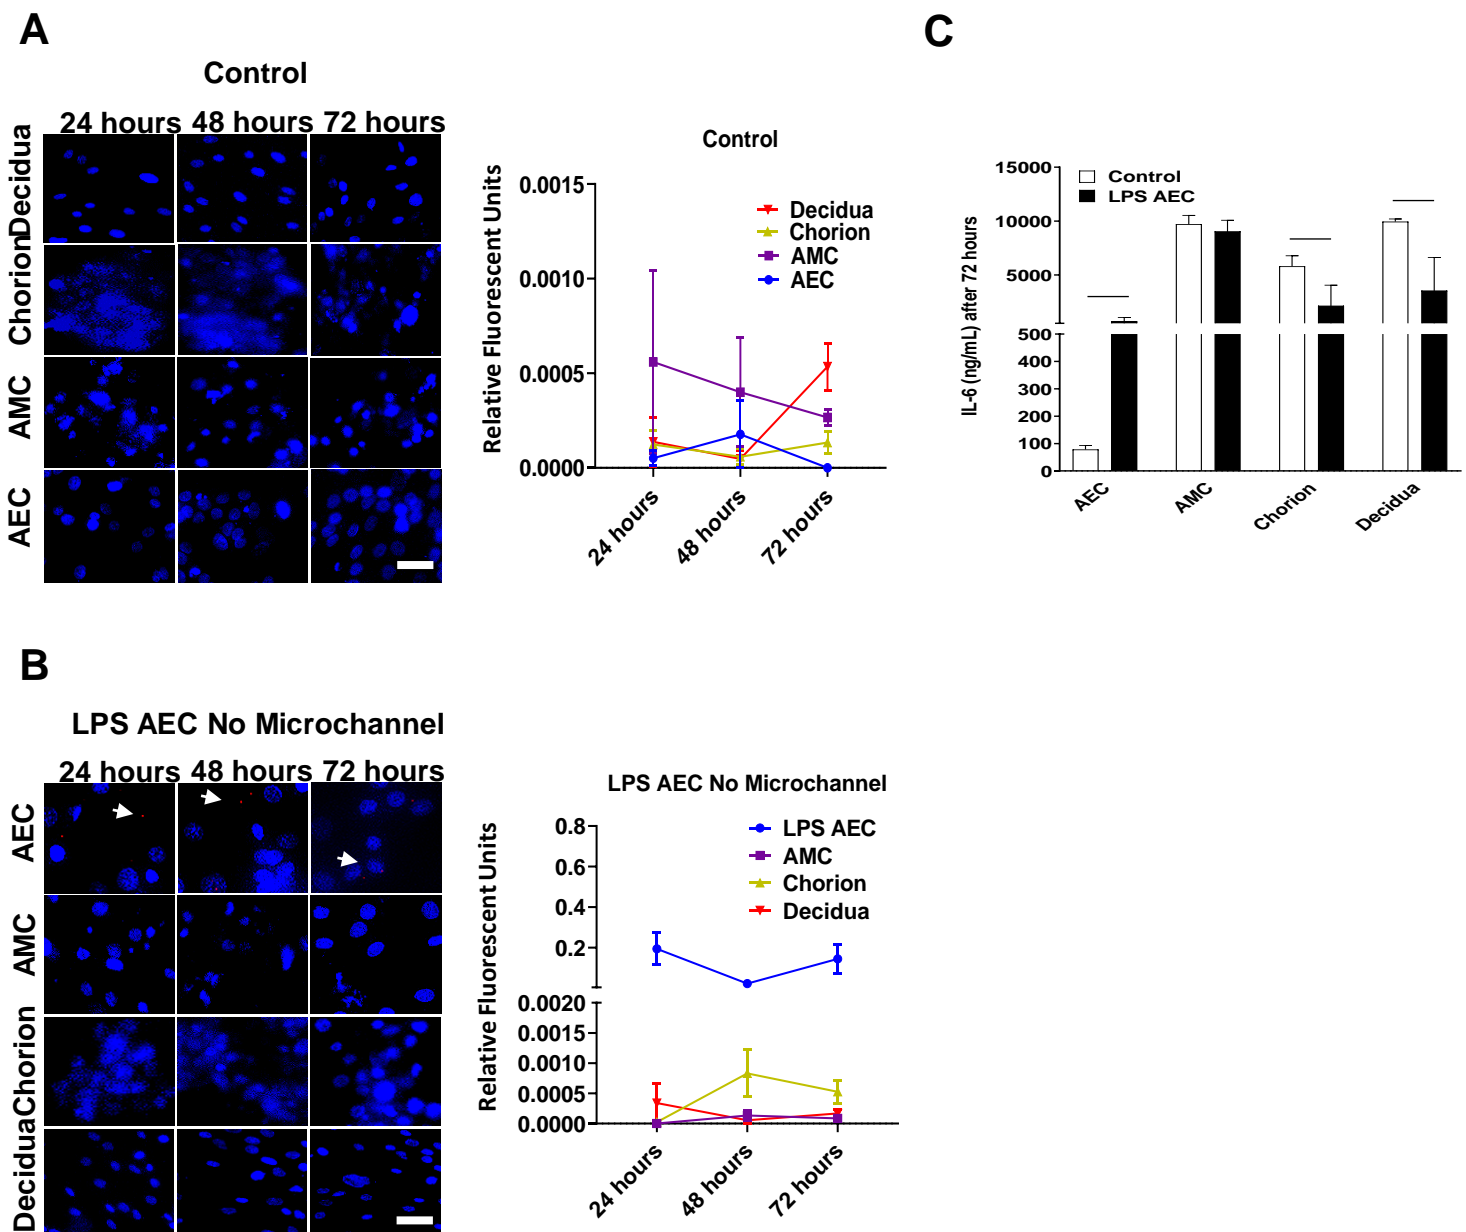 A
Control
24 hours 48 hours 72 hours
Decidua
Chorion
AMC
AEC
Control
Relative Fluorescent Units
0.0015
0.0010
0.0005
0.0000
Decidua
Chorion
AMC
AEC
24 hours
48 hours
72 hours
C
IL-6 (ng/mL) after 72 hours
15000
10000
5000
500
400
300
200
100
0
Control
LPS AEC
AEC
AMC
Chorion
Decidua
B
LPS AEC No Microchannel
24 hours 48 hours 72 hours
AEC
AMC
Chorion
Decidua
LPS AEC No Microchannel
Relative Fluorescent Units
0.8
0.6
0.4
0.2
0.0020
0.0015
0.0010
0.0005
0.0000
LPS AEC
AMC
Chorion
Decidua
24 hours
48 hours
72 hours